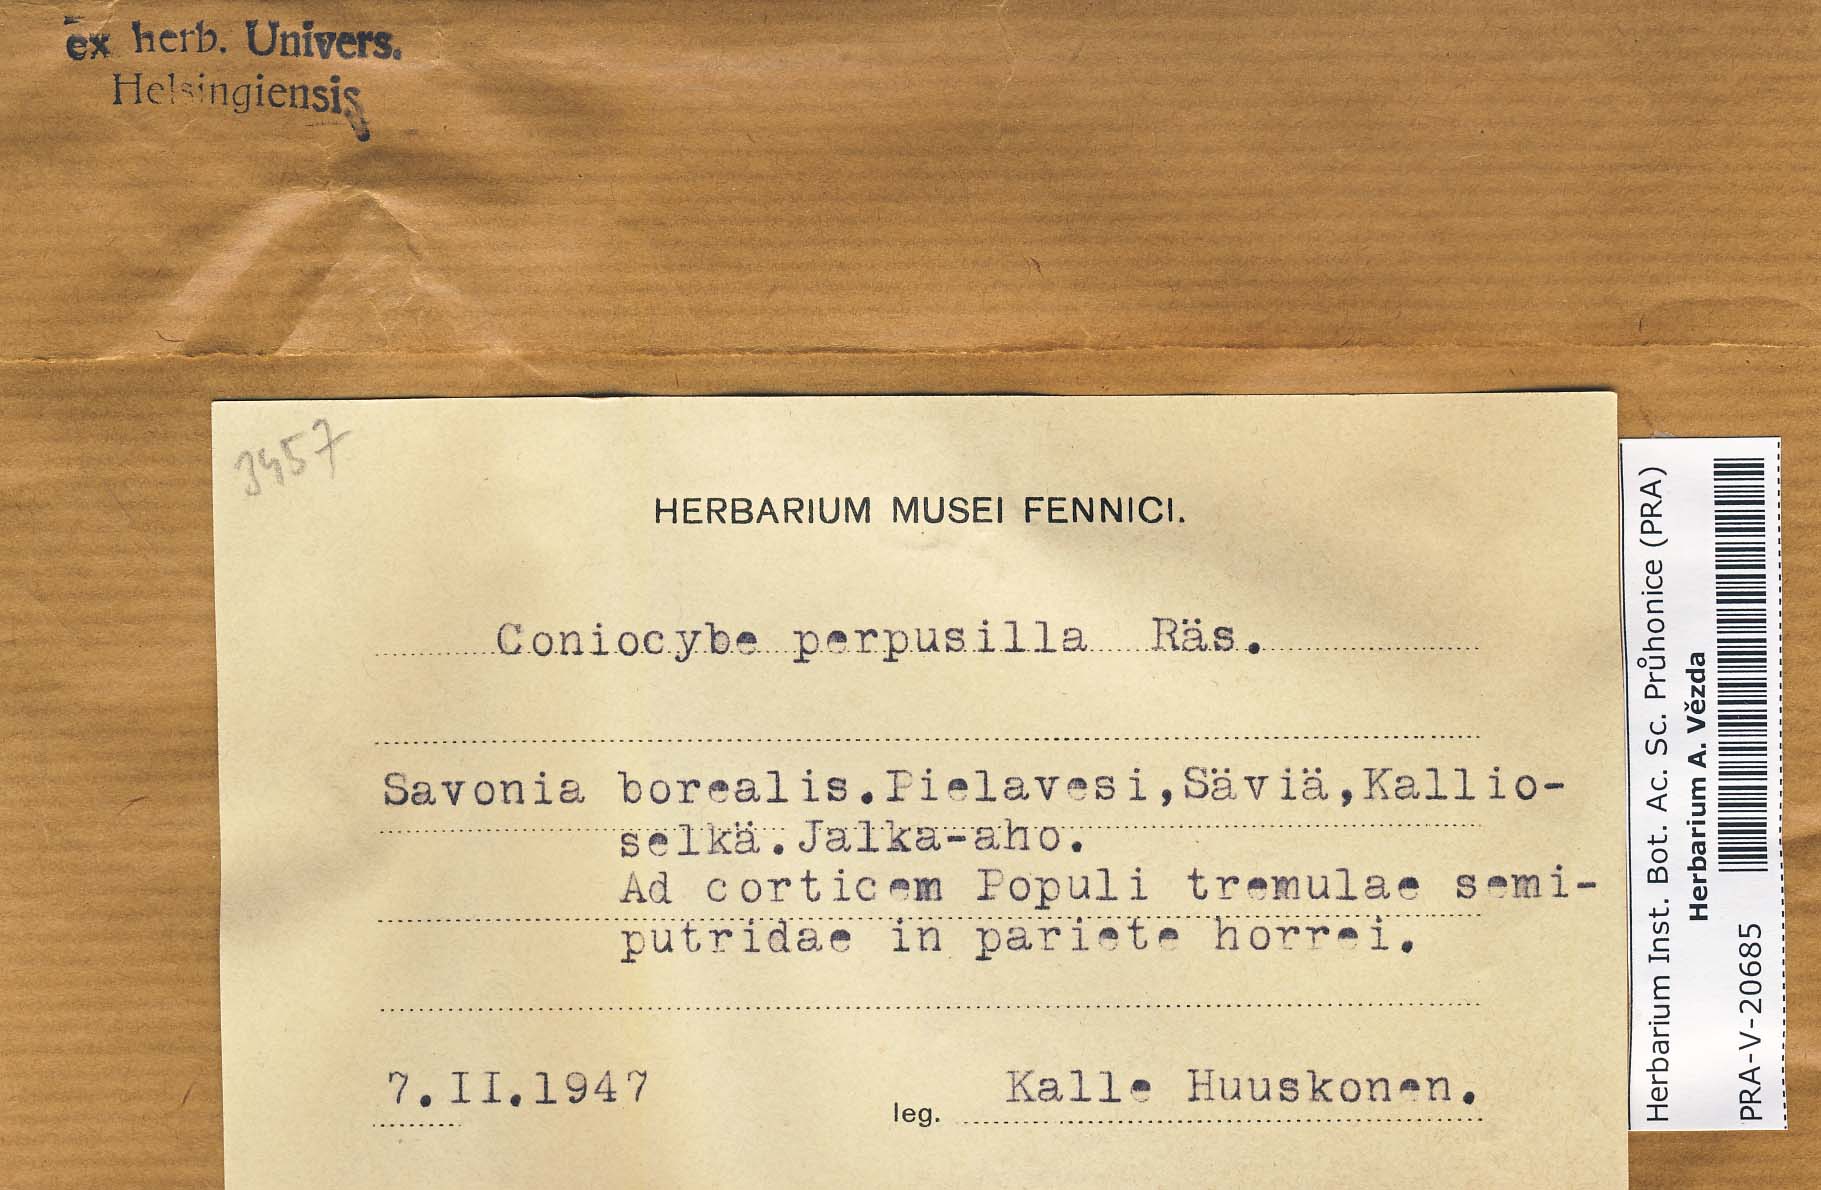 ex herb. Univers.
Helsingiensis
3457
HERBARIUM MUSEI FENNICI.
Coniocybe perpusilla Räs.
Savonia borealis.Pielavesi,Säviä,Kallio-
selkä.Jalka-aho.
Ad corticem Populi tremulae semi-
putridae in pariete horrei.
7.II.1947
leg. Kalle Huuskonen.
Herbarium Inst. Bot. Ac. Sc. Průhonice (PRA)
Herbarium A. Vězda
PRA-V-20685